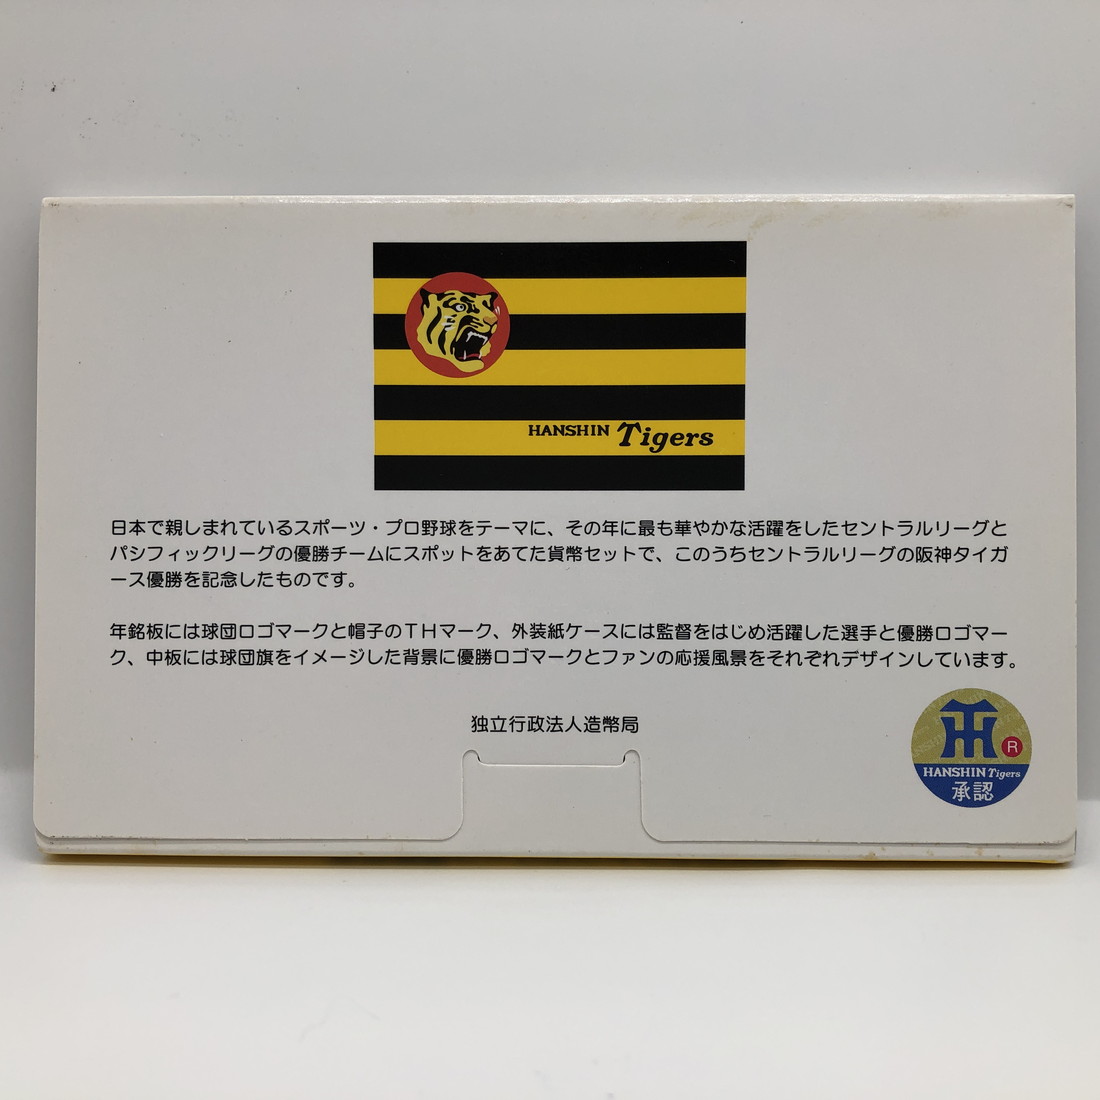 HANSHIN Tigers
日本で親しまれているスポーツ・プロ野球をテーマに、その年に最も華やかな活躍をしたセントラルリーグと
パシフィックリーグの優勝チームにスポットをあてた貨幣セットで、このうちセントラルリーグの阪神タイガ
ース優勝を記念したものです。
年銘板には球団ロゴマークと帽子のTHマーク、外装紙ケースには監督をはじめ活躍した選手と優勝ロゴマー
ク、中板には球団旗をイメージした背景に優勝ロゴマークとファンの応援風景をそれぞれデザインしています。
独立行政法人造幣局
R
HANSHIN Tigers
承認